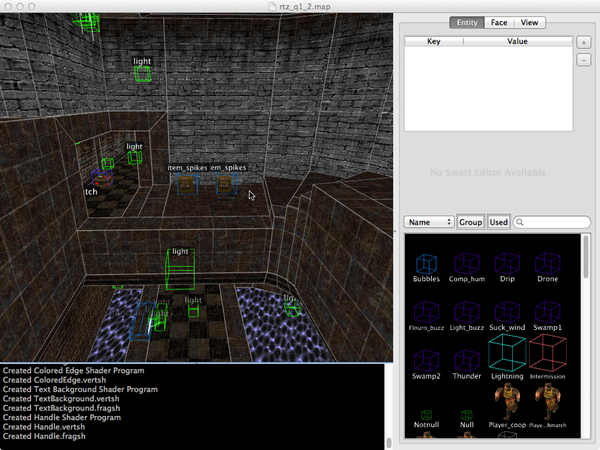 rtz_q1_2.map
Entity Face View
Key Value
+
-
No Smart Editor Available
Name Group Used
light
light
item_spikes em_spikes
tch
light
light
lig
Bubbles Comp_hum Drip Drone
Flouro_buzz Light_buzz Suck_wind Swamp1
Swamp2 Thunder Lightning Intermission
Notnull Null Player_coop Playe...hmatch
Created Colored Edge Shader Program
Created ColoredEdge.vertsh
Created Text Background Shader Program
Created TextBackground.vertsh
Created TextBackground.fragsh
Created Handle Shader Program
Created Handle.vertsh
Created Handle.fragsh